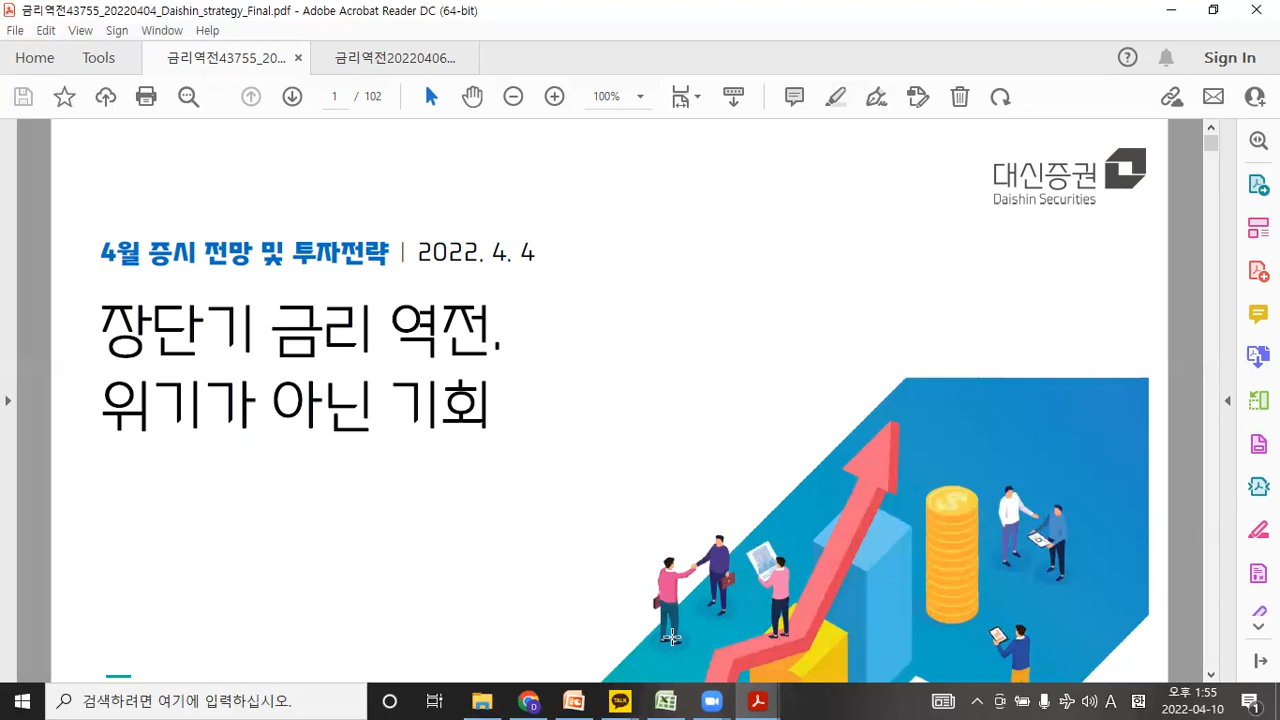 금리역전43755_20220404_Daishin_strategy_Final.pdf - Adobe Acrobat Reader DC (64-bit)
File Edit View Sign Window Help
Home Tools 금리역전43755_20... × 금리역전20220406... Sign In
1 / 102 100%
대신증권
Daishin Securities
4월 증시 전망 및 투자전략 | 2022. 4. 4
장단기 금리 역전.
위기가 아닌 기회
검색하려면 여기에 입력하십시오.
TALK
A
오후 1:55
2022-04-10
1